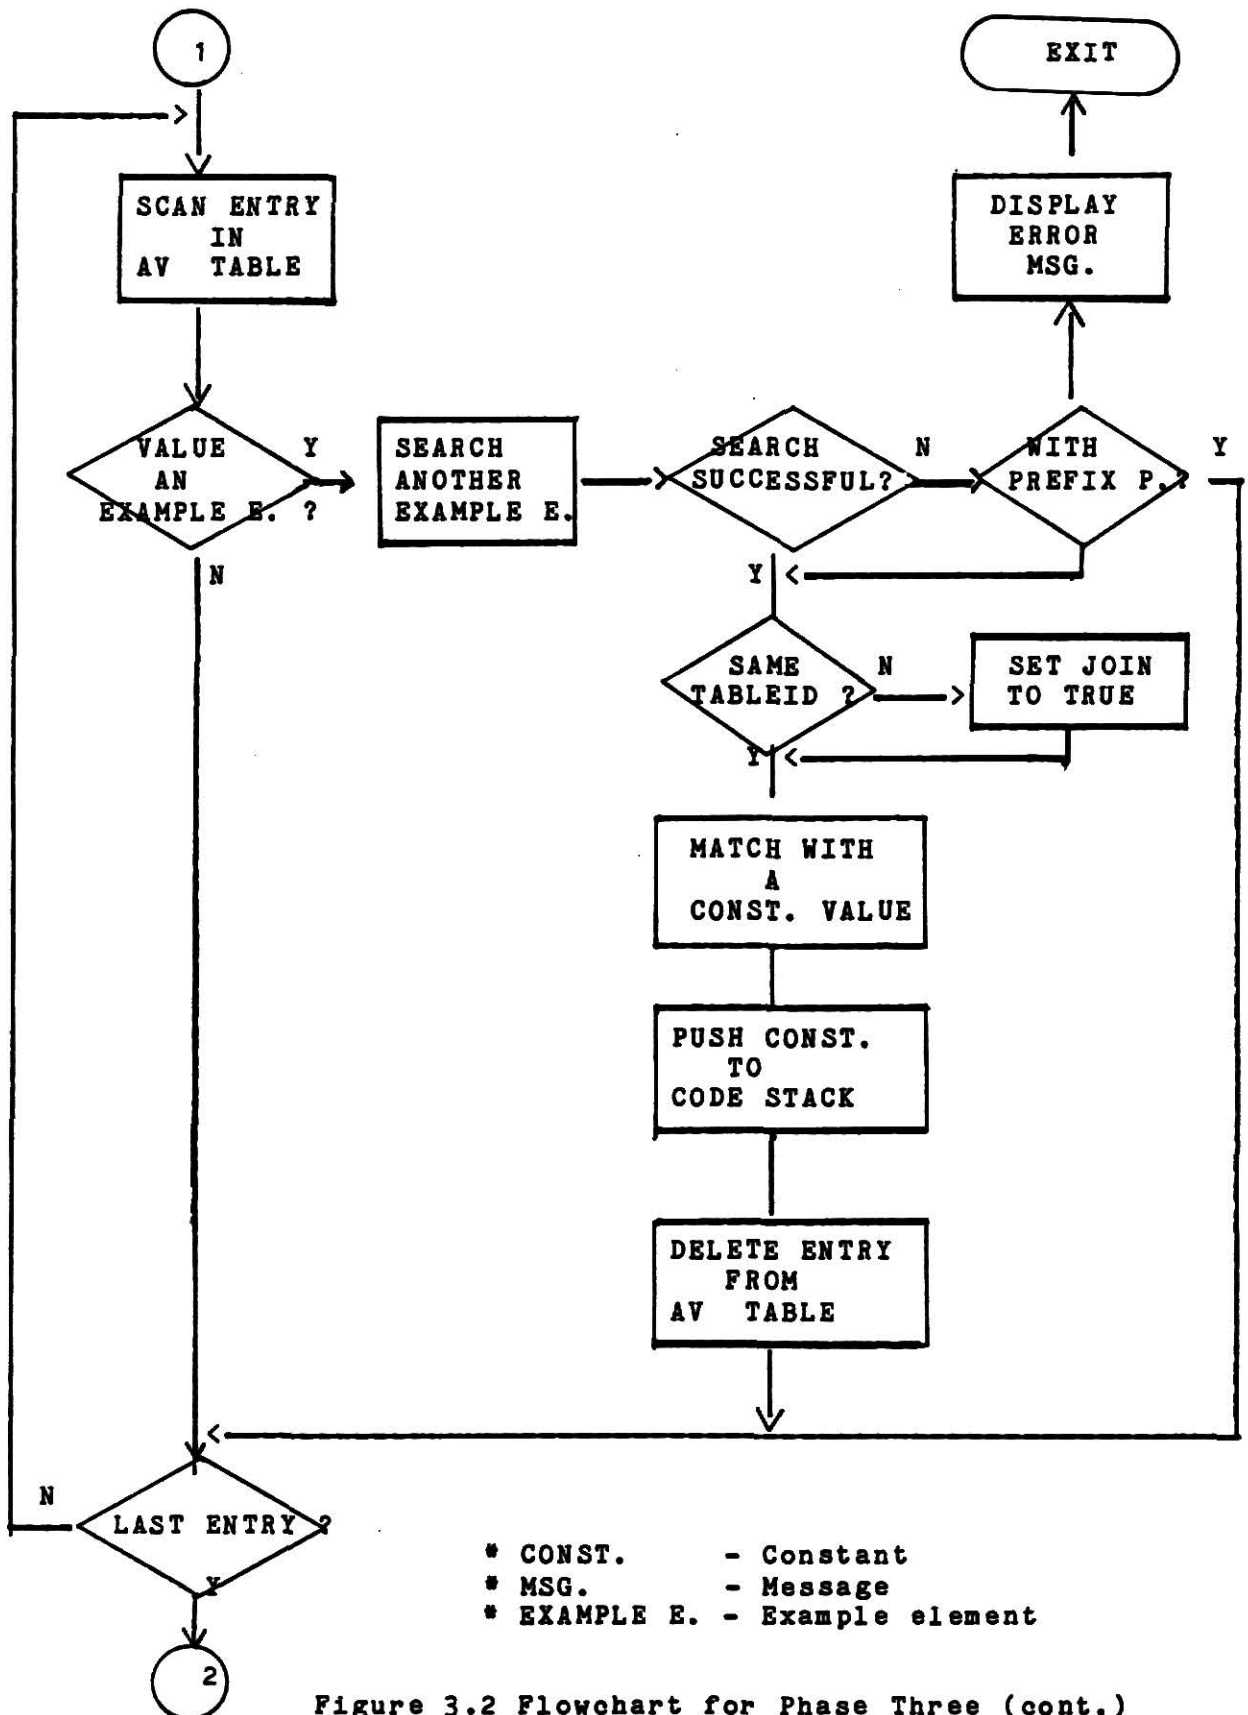 1
EXIT
SCAN ENTRY
IN
AV TABLE
DISPLAY
ERROR
MSG.
VALUE
AN
EXAMPLE E. ?
Y
SEARCH
ANOTHER
EXAMPLE E.
SEARCH
SUCCESSFUL?
N
WITH
PREFIX P.?
Y
N
Y
SAME
TABLEID ?
N
SET JOIN
TO TRUE
Y
MATCH WITH
A
CONST. VALUE
PUSH CONST.
TO
CODE STACK
DELETE ENTRY
FROM
AV TABLE
N
LAST ENTRY ?
Y
* CONST. - Constant
* MSG. - Message
* EXAMPLE E. - Example element
2
Figure 3.2 Flowchart for Phase Three (cont.)